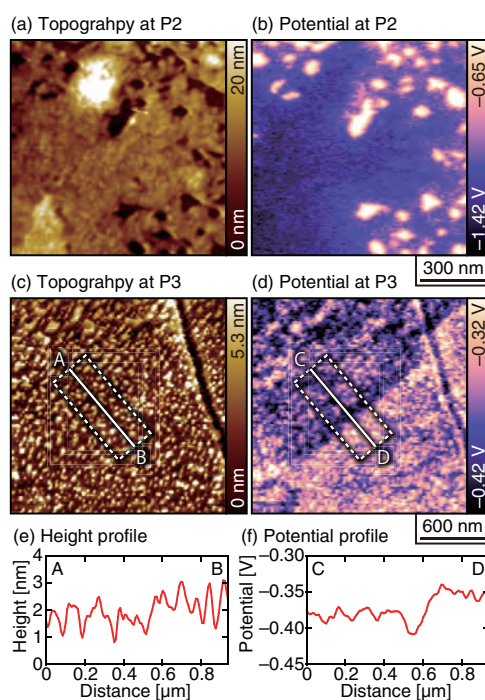 (a) Topograhpy at P2
(b) Potential at P2
20 nm
0 nm
−0.65 V
−1.42 V
300 nm
(c) Topograhpy at P3
(d) Potential at P3
A
B
5.3 nm
0 nm
C
D
−0.32 V
−0.42 V
600 nm
(e) Height profile
(f) Potential profile
Height [nm]
4
3
2
1
0
A
B
0 0.2 0.4 0.6 0.8
Distance [µm]
Potential [V]
−0.30
−0.35
−0.40
−0.45
C
D
0 0.2 0.4 0.6 0.8
Distance [µm]